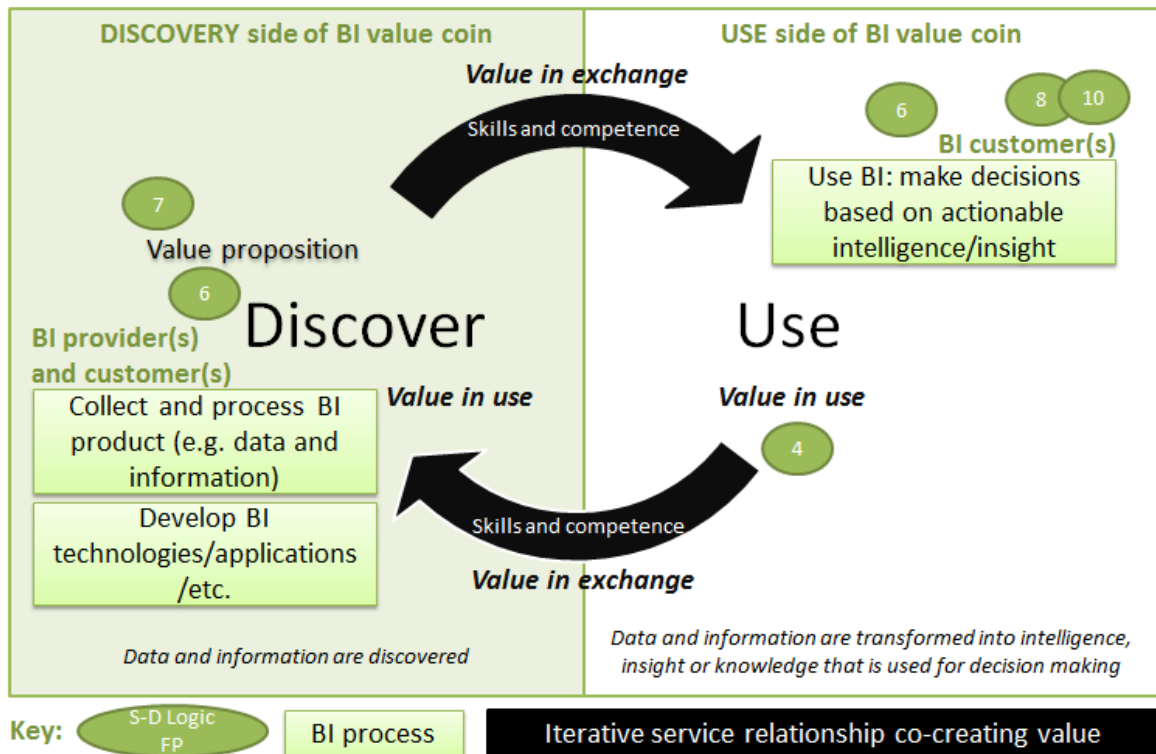 DISCOVERY side of BI value coin
USE side of BI value coin
Value in exchange
Skills and competence
6
8
10
BI customer(s)
Use BI: make decisions
based on actionable
intelligence/insight
7
Value proposition
6
Discover
Use
BI provider(s)
and customer(s)
Collect and process BI
product (e.g. data and
information)
Develop BI
technologies/applications
/etc.
Value in use
Value in use
4
Skills and competence
Value in exchange
Data and information are discovered
Data and information are transformed into intelligence,
insight or knowledge that is used for decision making
Key:
S-D Logic
FP
BI process
Iterative service relationship co-creating value